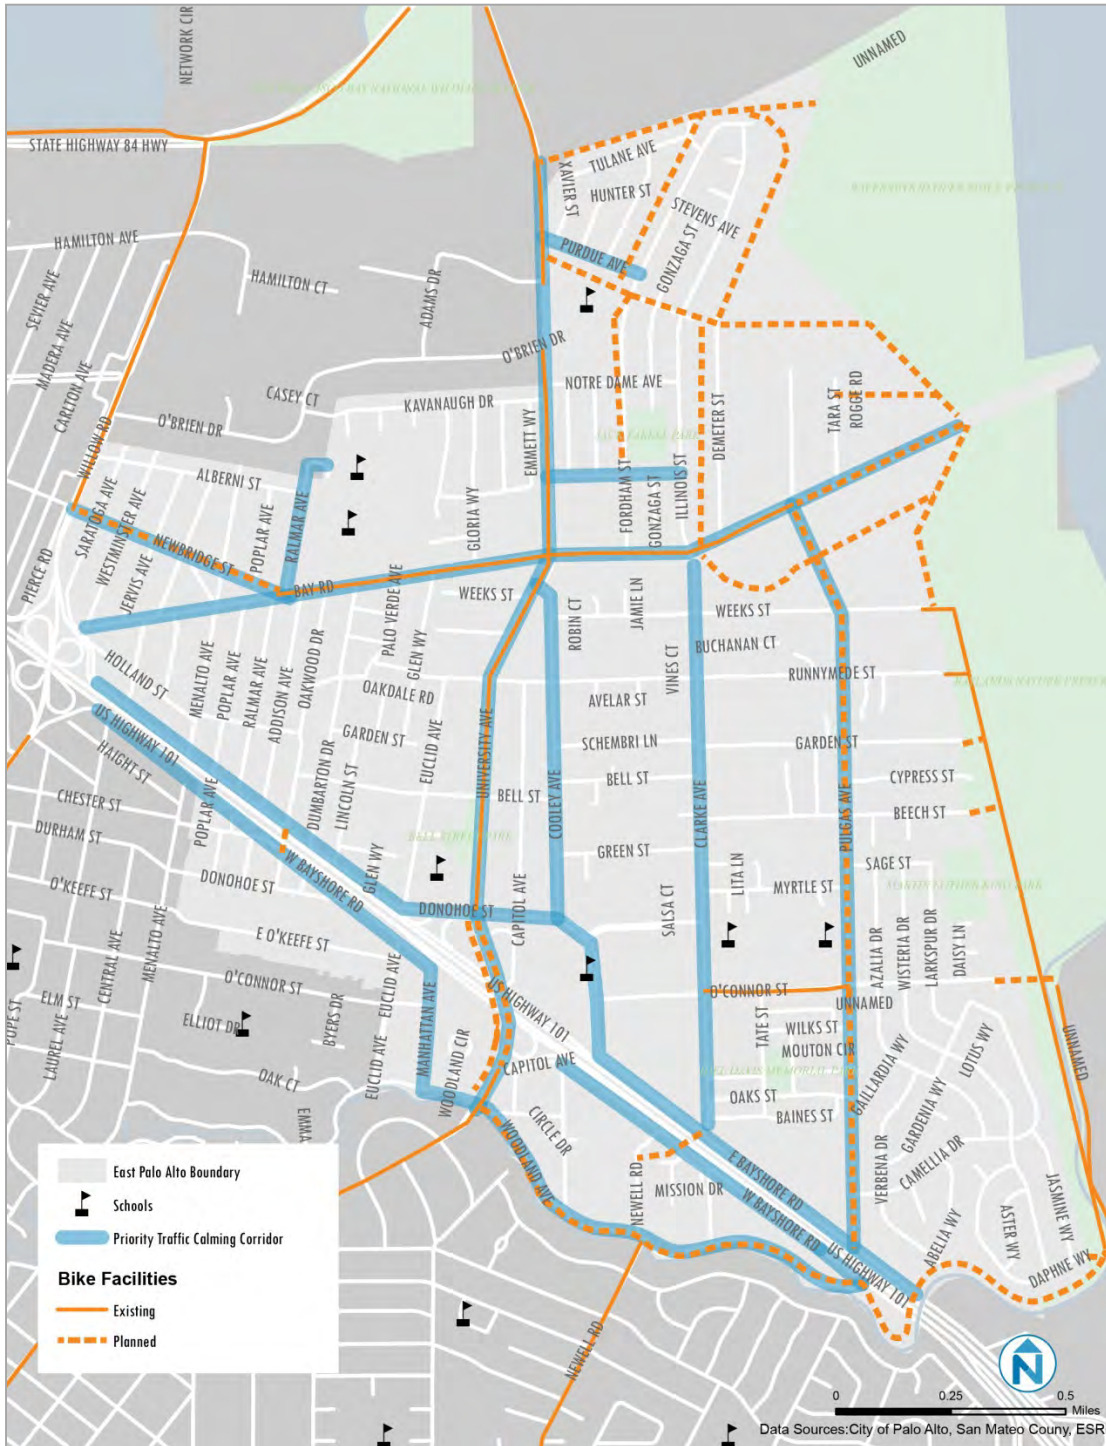 NETWORK CIR
UNNAMED
STATE HIGHWAY 84 HWY
TULANE AVE
XAVIER ST
HUNTER ST
STEVENS AVE
GONZAGA ST
PURDUE AVE
HAMILTON AVE
HAMILTON CT
ADAMS DR
SEVIER AVE
MADERA AVE
CARLTON AVE
O'BRIEN DR
CASEY CT
KAVANAUGH DR
NOTRE DAME AVE
EMMETT WY
DEMETER ST
TARA ST
ROGGE RD
O'BRIEN DR
WILLOW RD
ALBERNI ST
SARATOGA AVE
WESTMINSTER AVE
NEWBRIDGE ST
POPLAR AVE
RALMAR AVE
GLORIA WY
FORDHAM ST
GONZAGA ST
ILLINOIS ST
PIERCE RD
JERVIS AVE
BAY RD
PALO VERDE AVE
WEEKS ST
ROBIN CT
JAMIE LN
WEEKS ST
BUCHANAN CT
HOLLAND ST
MENALTO AVE
POPLAR AVE
RALMAR AVE
ADDISON AVE
OAKWOOD DR
GLEN WY
OAKDALE RD
VINES CT
RUNNYMEDE ST
AVELAR ST
US HIGHWAY 101
HAIGHT ST
GARDEN ST
EUCLID AVE
UNIVERSITY AVE
SCHEMBRI LN
GARDEN ST
BELL ST
CYPRESS ST
CHESTER ST
POPLAR AVE
DUMBARTON DR
LINCOLN ST
BELL ST
COOLEY AVE
CLARKE AVE
PULGAS AVE
BEECH ST
DURHAM ST
W BAYSHORE RD
GLEN WY
GREEN ST
SAGE ST
LITA LN
MYRTLE ST
MARTIN LUTHER KING PARK
O'KEEFE ST
DONOHOE ST
DONOHOE ST
CAPITOL AVE
SALSA CT
E O'KEEFE ST
AZALIA DR
WISTERIA DR
LARKSPUR DR
DAISY LN
MENALTO AVE
CENTRAL AVE
O'CONNOR ST
EUCLID AVE
US HIGHWAY 101
O'CONNOR ST
UNNAMED
POPE ST
ELM ST
LAUREL AVE
ELLIOT DR
BYERS DR
EUCLID AVE
MANHATTAN AVE
WOODLAND CIR
CAPITOL AVE
TATE ST
WILKS ST
MOUTON CIR
GAILLARDIA WY
LOTUS WY
UNNAMED
OAK CT
OAKS ST
BAINES ST
GARDENIA WY
CIRCLE DR
WOODLAND AVE
E BAYSHORE RD
VERBENA DR
CAMELLIA DR
NEWELL RD
MISSION DR
W BAYSHORE RD
US HIGHWAY 101
ABELIA WY
ASTER WY
JASMINE WY
DAPHNE WY
NEWELL RD
East Palo Alto Boundary
Schools
Priority Traffic Calming Corridor
Bike Facilities
Existing
Planned
N
0 0.25 0.5
Miles
Data Sources:City of Palo Alto, San Mateo Couny, ESR